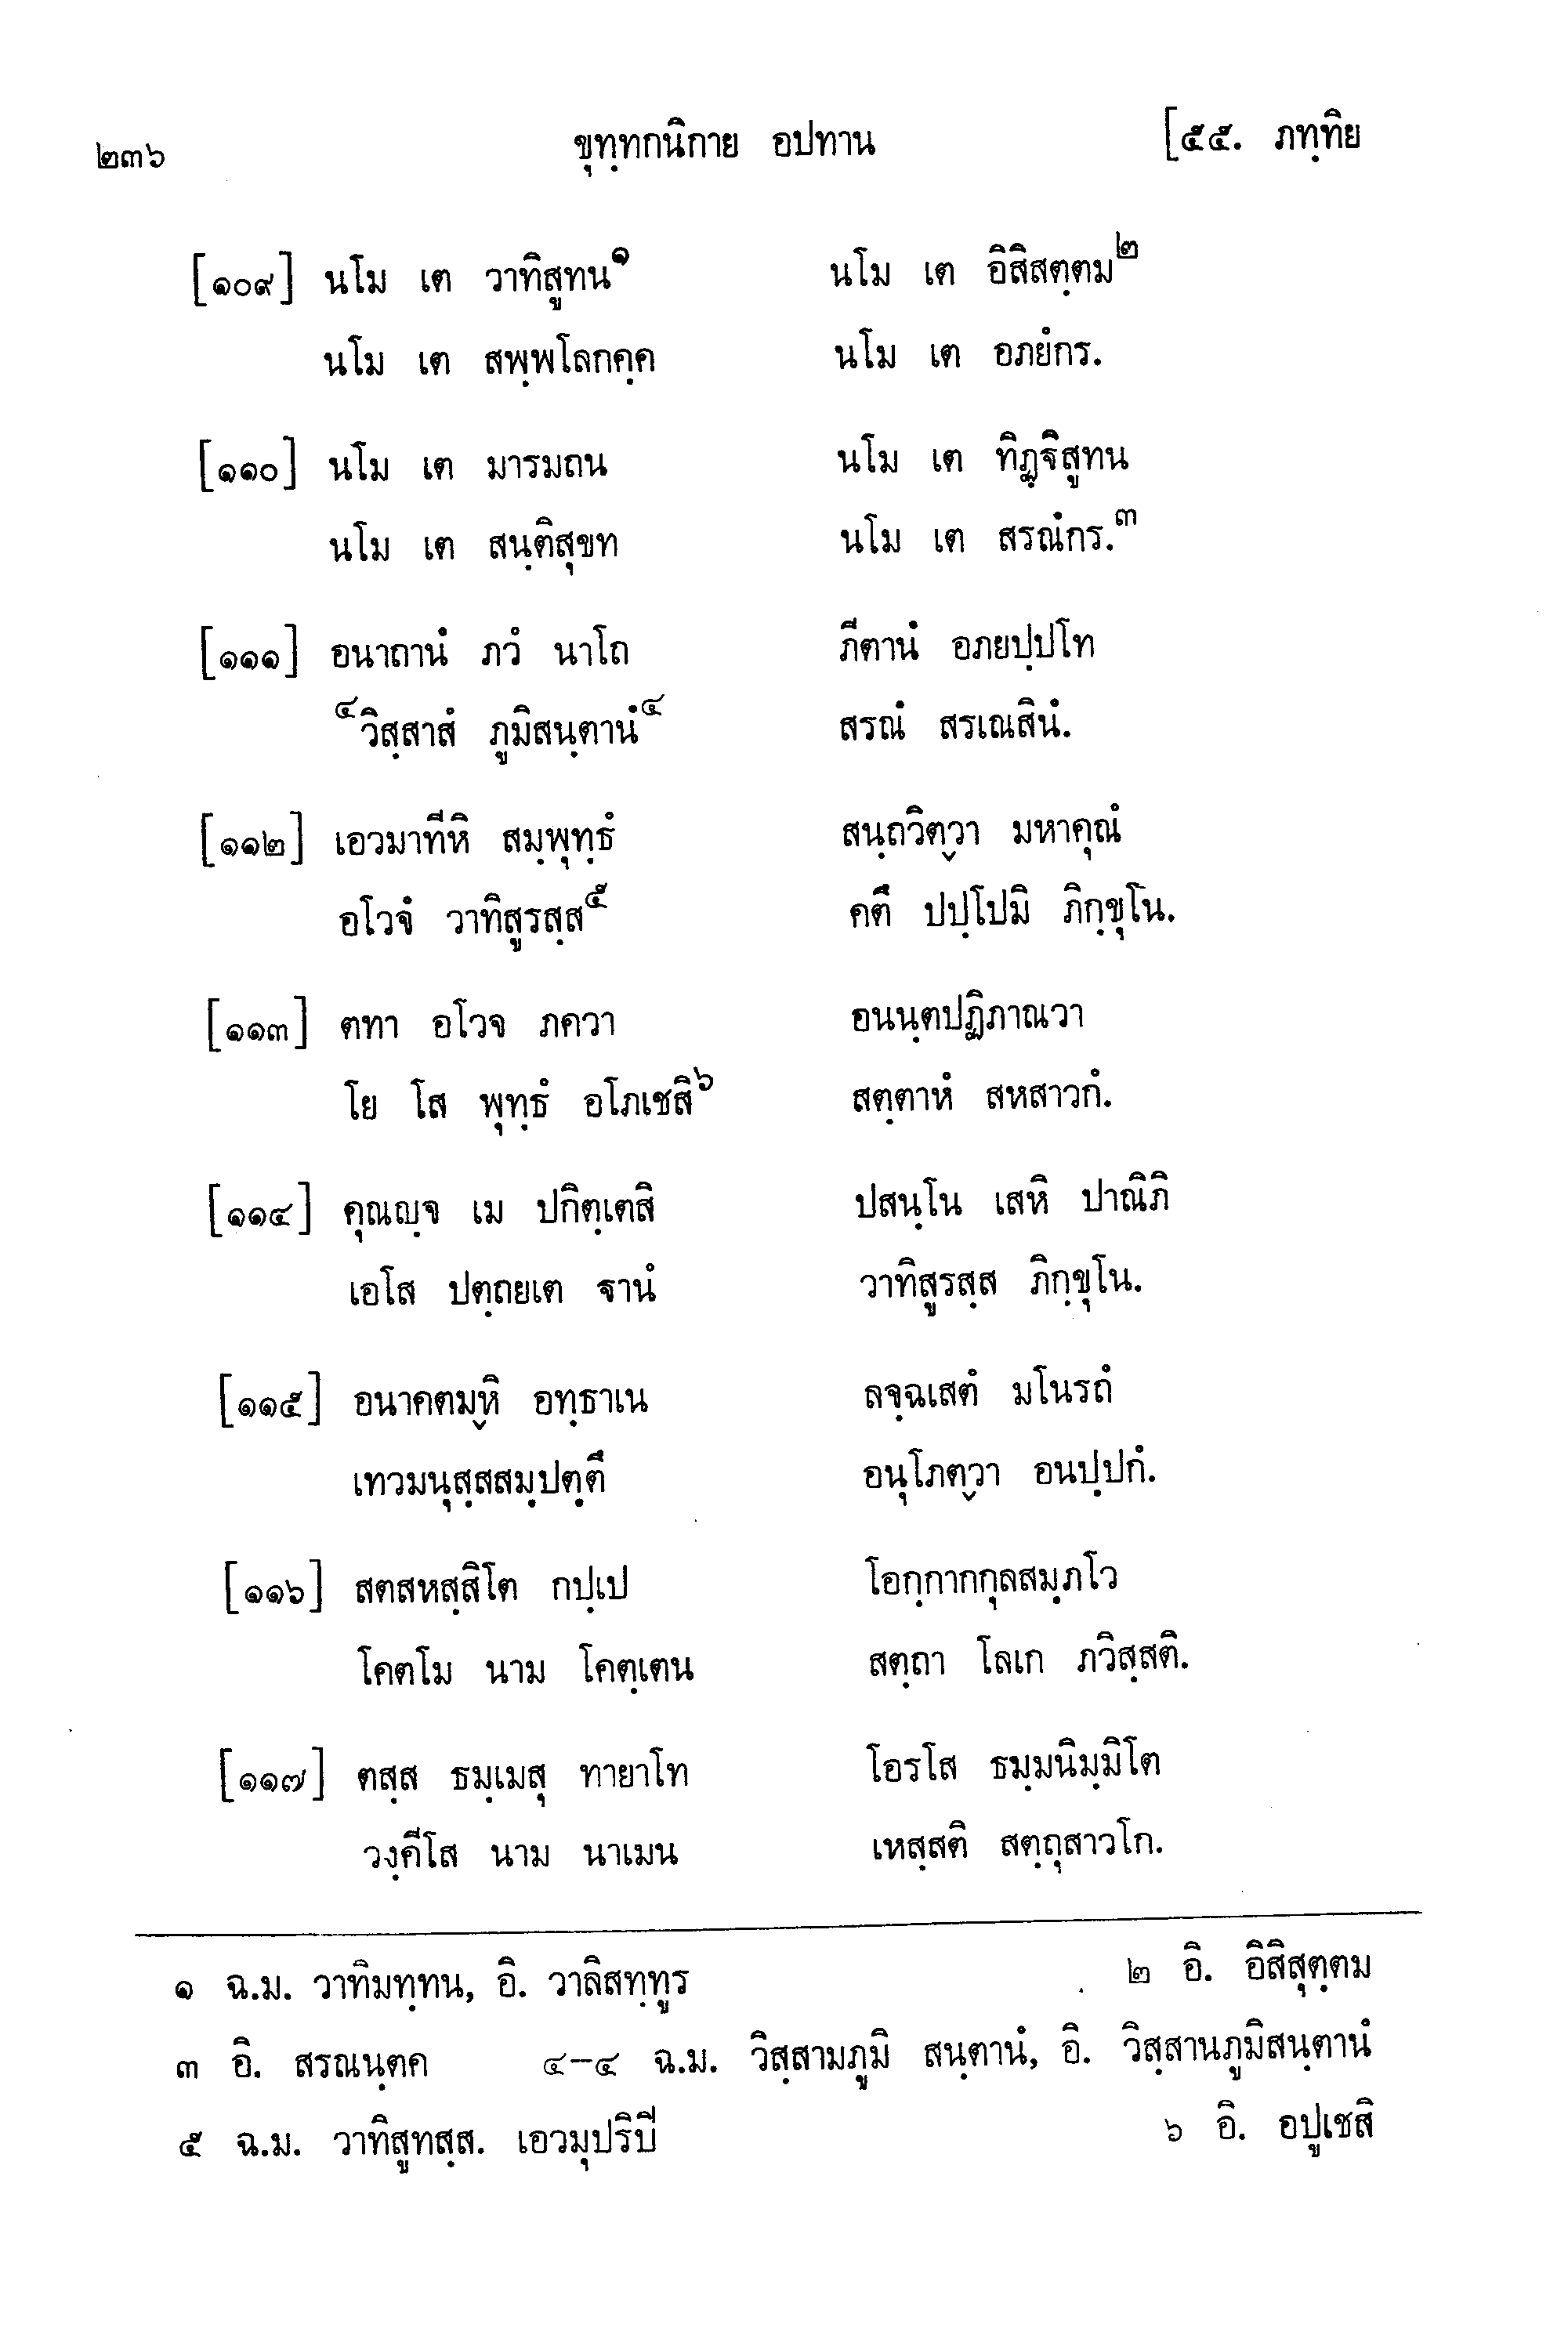 ๒๓๖ ขุทฺทกนิกาย อปทาน [๕๕. ภทฺทิย
[๑๐๙] นโม เต วาทิสูทน๑ นโม เต อิสิสตฺตม๒
นโม เต สพฺพโลกคฺค นโม เต อภยํกร.
[๑๑๐] นโม เต มารมถน นโม เต ทิฏฺฐิสูทน
นโม เต สนฺติสุขท นโม เต สรณํกร.๓
[๑๑๑] อนาถานํ ภวํ นาโถ ภีตานํ อภยปฺปโท
๔วิสฺสาสํ ภูมิสนฺตานํ๔ สรณํ สรเณสินํ.
[๑๑๒] เอวมาทีหิ สมฺพุทฺธํ สนฺถวิตฺวา มหาคุณํ
อโวจํ วาทิสูรสฺส๕ คตึ ปปฺโปมิ ภิกฺขุโน.
[๑๑๓] ตทา อโวจ ภควา อนนฺตปฏิภาณวา
โย โส พุทฺธํ อโภเชสิ๖ สตฺตาหํ สหสาวกํ.
[๑๑๔] คุณญฺจ เม ปกิตฺเตสิ ปสนฺโน เสหิ ปาณิภิ
เอโส ปตฺถยเต ฐานํ วาทิสูรสฺส ภิกฺขุโน.
[๑๑๕] อนาคตมฺหิ อทฺธาเน ลจฺฉเสตํ มโนรถํ
เทวมนุสฺสสมฺปตฺตึ อนุโภตฺวา อนปฺปกํ.
[๑๑๖] สตสหสฺสิโต กปฺเป โอกฺกากกุลสมฺภโว
โคตโม นาม โคตฺเตน สตฺถา โลเก ภวิสฺสติ.
[๑๑๗] ตสฺส ธมฺเมสุ ทายาโท โอรโส ธมฺมนิมฺมิโต
วงฺคีโส นาม นาเมน เหสฺสติ สตฺถุสาวโก.
๑ ฉ.ม. วาทิมทฺทน, อิ. วาลิสทฺทูร ๒ อิ. อิสิสุตฺตม
๓ อิ. สรณนฺตค ๔-๔ ฉ.ม. วิสฺสามภูมิ สนฺตานํ, อิ. วิสฺสานภูมิสนฺตานํ
๕ ฉ.ม. วาทิสูทสฺส. เอวมุปริปี ๖ อิ. อปูเชสิ